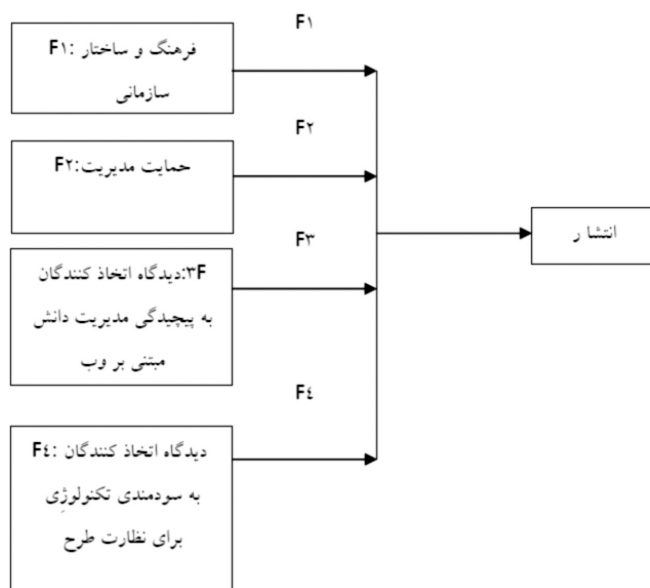 F۱
F۱: فرهنگ و ساختار
سازمانی
F۲
F۲:حمایت مدیریت
F۳
۳F:دیدگاه اتخاذ کنندگان
به پیچیدگی مدیریت دانش
مبتنی بر وب
انتشا ر
F٤
F٤: دیدگاه اتخاذ کنندگان
به سودمندی تکنولوژِی
برای نظارت طرح